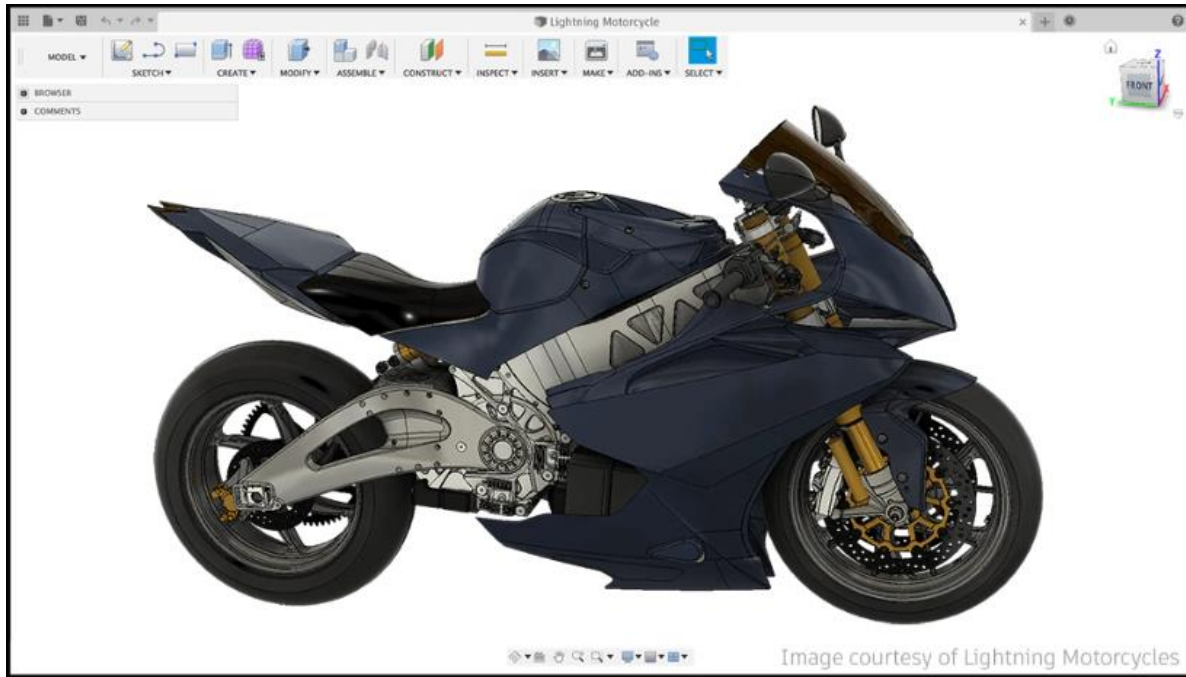 Lightning Motorcycle
MODEL
SKETCH
CREATE
MODIFY
ASSEMBLE
CONSTRUCT
INSPECT
INSERT
MAKE
ADD-INS
SELECT
BROWSER
COMMENTS
Z
FRONT
X
Y
Image courtesy of Lightning Motorcycles